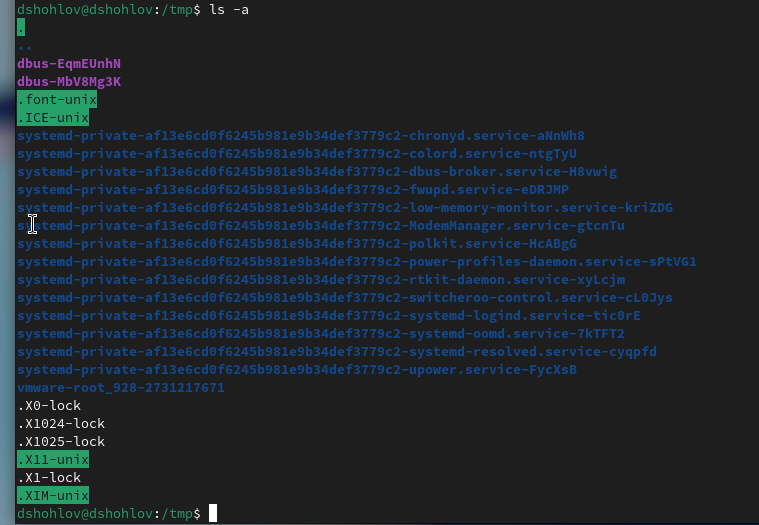 dshohlov@dshohlov:/tmp$ ls -a
.
..
dbus-EqmEUnhN
dbus-MbV8Mg3K
.font-unix
.ICE-unix
systemd-private-af13e6cd0f6245b981e9b34def3779c2-chronyd.service-aNnWh8
systemd-private-af13e6cd0f6245b981e9b34def3779c2-colord.service-ntgTyU
systemd-private-af13e6cd0f6245b981e9b34def3779c2-dbus-broker.service-H8vwig
systemd-private-af13e6cd0f6245b981e9b34def3779c2-fwupd.service-eDRJMP
systemd-private-af13e6cd0f6245b981e9b34def3779c2-low-memory-monitor.service-kriZDG
systemd-private-af13e6cd0f6245b981e9b34def3779c2-ModemManager.service-gtcnTu
systemd-private-af13e6cd0f6245b981e9b34def3779c2-polkit.service-HcABgG
systemd-private-af13e6cd0f6245b981e9b34def3779c2-power-profiles-daemon.service-sPtVG1
systemd-private-af13e6cd0f6245b981e9b34def3779c2-rtkit-daemon.service-xyLcjm
systemd-private-af13e6cd0f6245b981e9b34def3779c2-switcheroo-control.service-cL0Jys
systemd-private-af13e6cd0f6245b981e9b34def3779c2-systemd-logind.service-tic0rE
systemd-private-af13e6cd0f6245b981e9b34def3779c2-systemd-oomd.service-7kTFT2
systemd-private-af13e6cd0f6245b981e9b34def3779c2-systemd-resolved.service-cyqpfd
systemd-private-af13e6cd0f6245b981e9b34def3779c2-upower.service-FycXsB
vmware-root_928-2731217671
.X0-lock
.X1024-lock
.X1025-lock
.X11-unix
.X1-lock
.XIM-unix
dshohlov@dshohlov:/tmp$